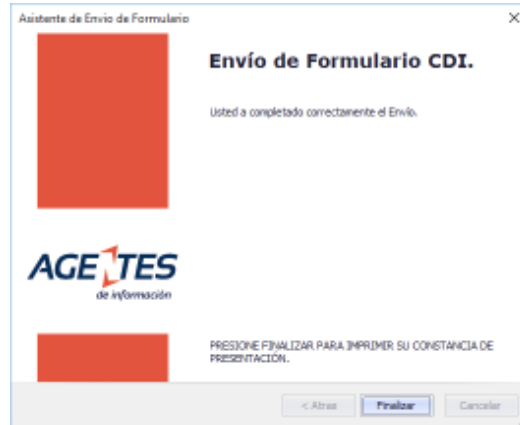 Asistente de Envio de Formulario
Envío de Formulario CDI.
Usted a completado correctamente el Envío.
AGENTES
de información
PRESIONE FINALIZAR PARA IMPRIMIR SU CONSTANCIA DE
PRESENTACIÓN.
< Atras Finalizar Cancelar